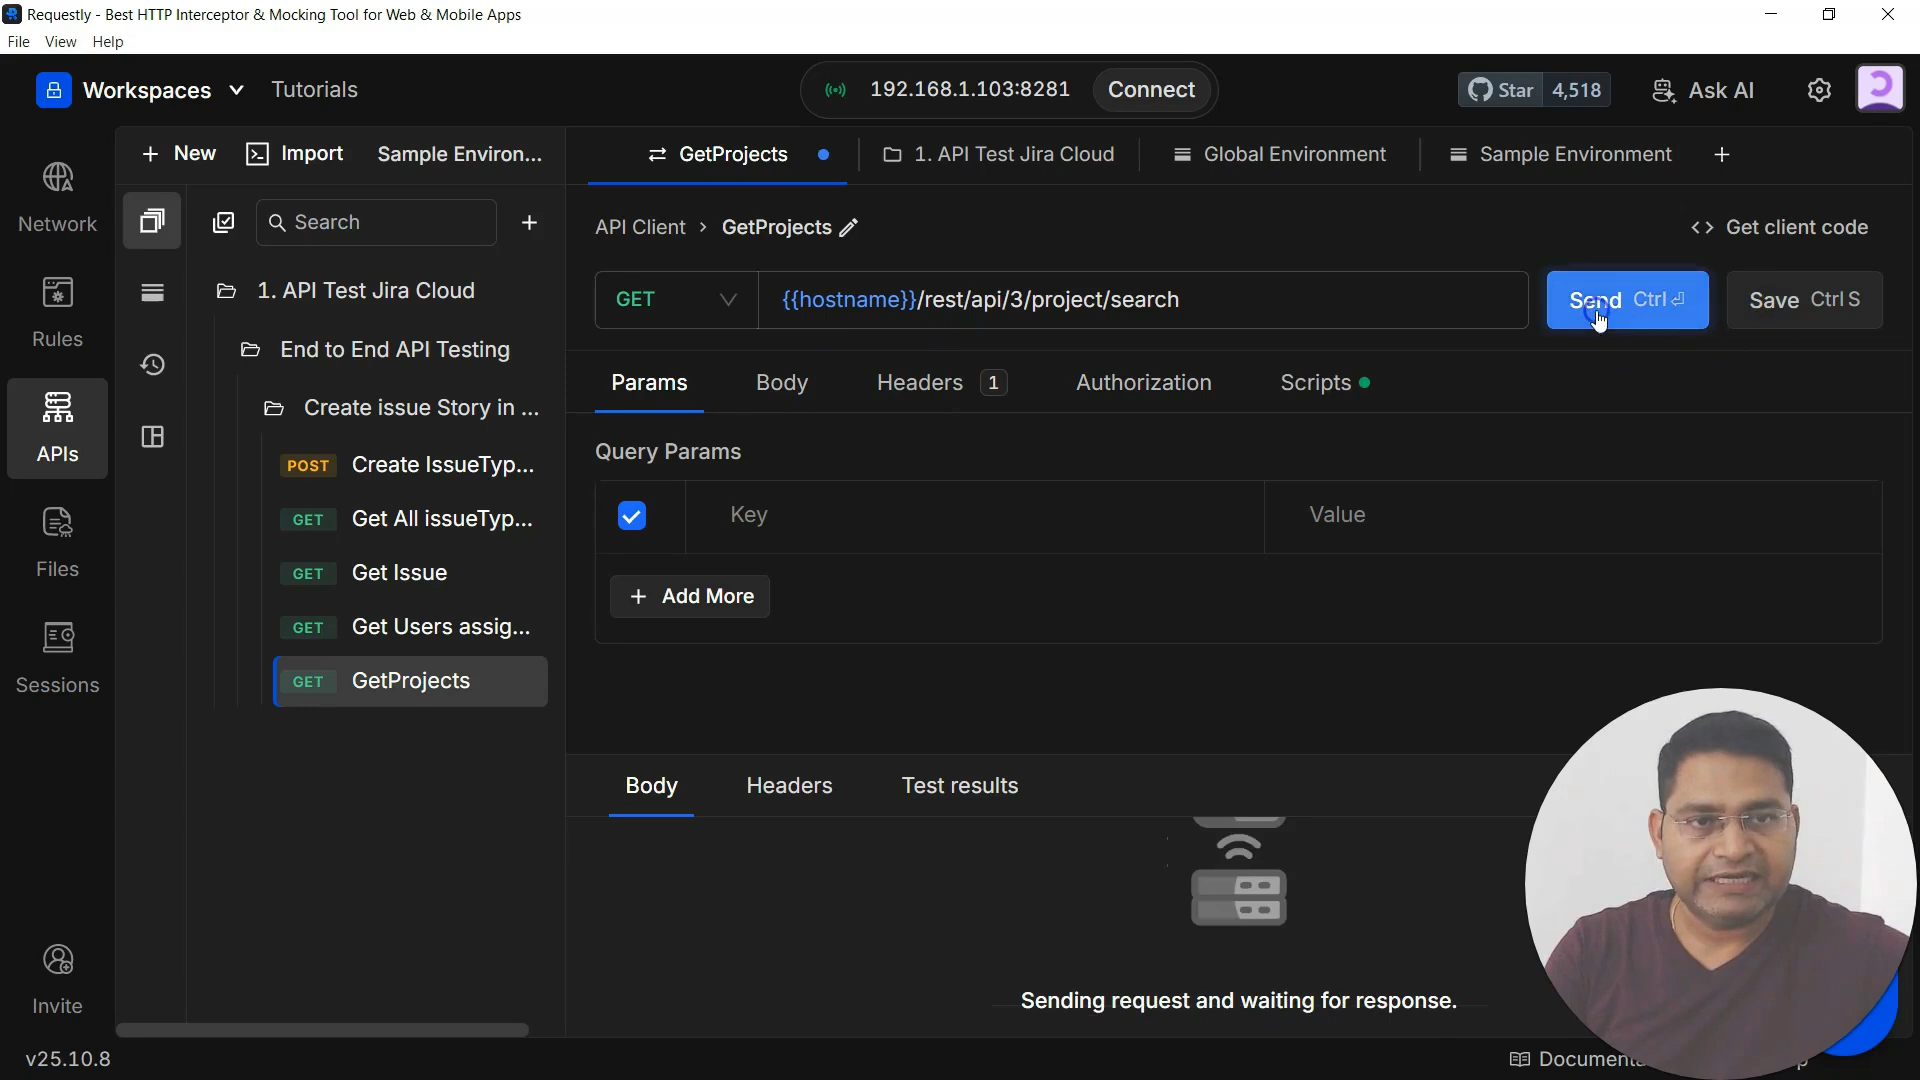 Requestly - Best HTTP Interceptor & Mocking Tool for Web & Mobile Apps
File View Help
Workspaces Tutorials
192.168.1.103:8281 Connect
Star 4,518 Ask AI
Network
Rules
APIs
Files
Sessions
Invite
New Import Sample Environ...
Search
1. API Test Jira Cloud
End to End API Testing
Create issue Story in ...
POST Create IssueTyp...
GET Get All issueTyp...
GET Get Issue
GET Get Users assig...
GET GetProjects
GetProjects 1. API Test Jira Cloud Global Environment Sample Environment
API Client > GetProjects
<> Get client code
GET {{hostname}}/rest/api/3/project/search
Send Ctrl⏎ Save Ctrl S
Params Body Headers 1 Authorization Scripts
Query Params
Key Value
+ Add More
Body Headers Test results
Sending request and waiting for response.
v25.10.8